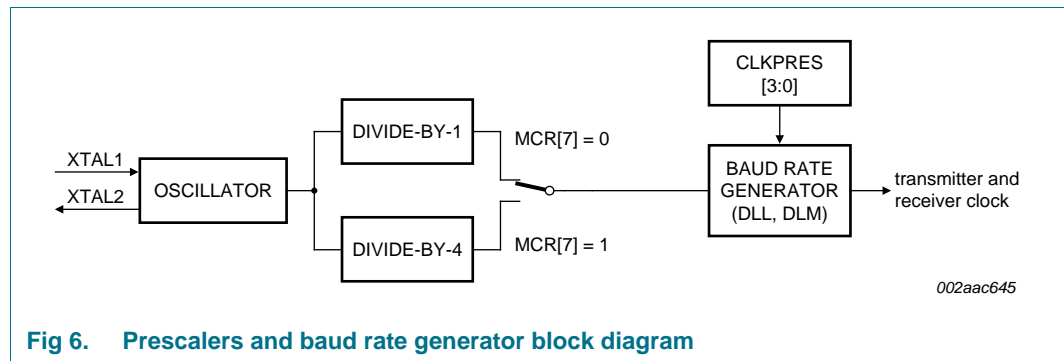 XTAL1
XTAL2
OSCILLATOR
DIVIDE-BY-1
DIVIDE-BY-4
MCR[7] = 0
MCR[7] = 1
CLKPRES
[3:0]
BAUD RATE
GENERATOR
(DLL, DLM)
transmitter and
receiver clock
002aac645
Fig 6. Prescalers and baud rate generator block diagram